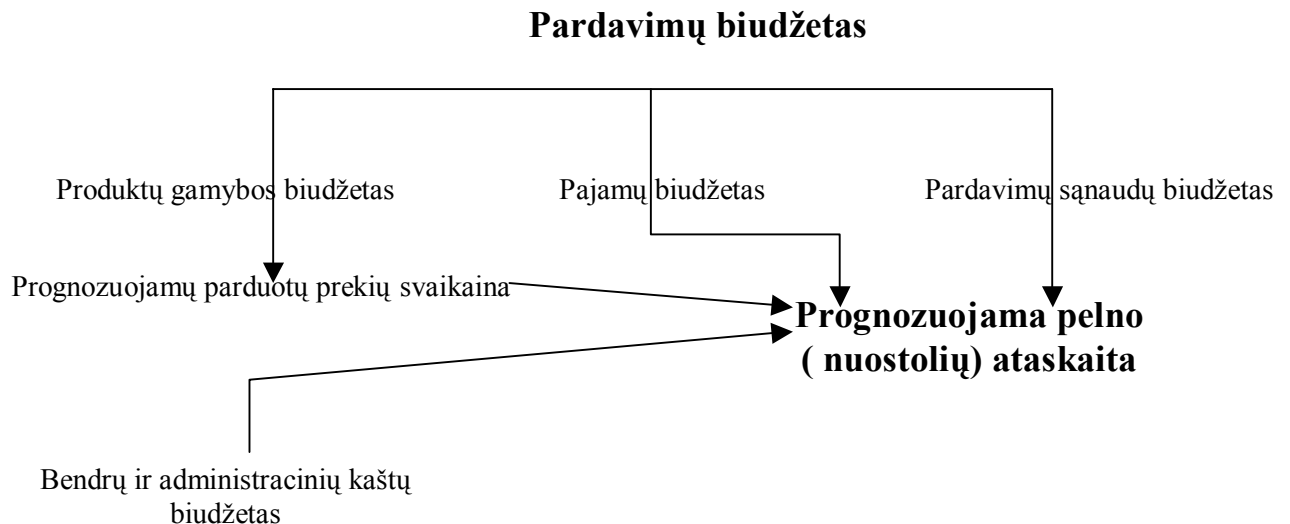 Pardavimų biudžetas
Produktų gamybos biudžetas
Pajamų biudžetas
Pardavimų sąnaudų biudžetas
Prognozuojamų parduotų prekių svaikaina
Prognozuojama pelno
( nuostolių) ataskaita
Bendrų ir administracinių kaštų
biudžetas